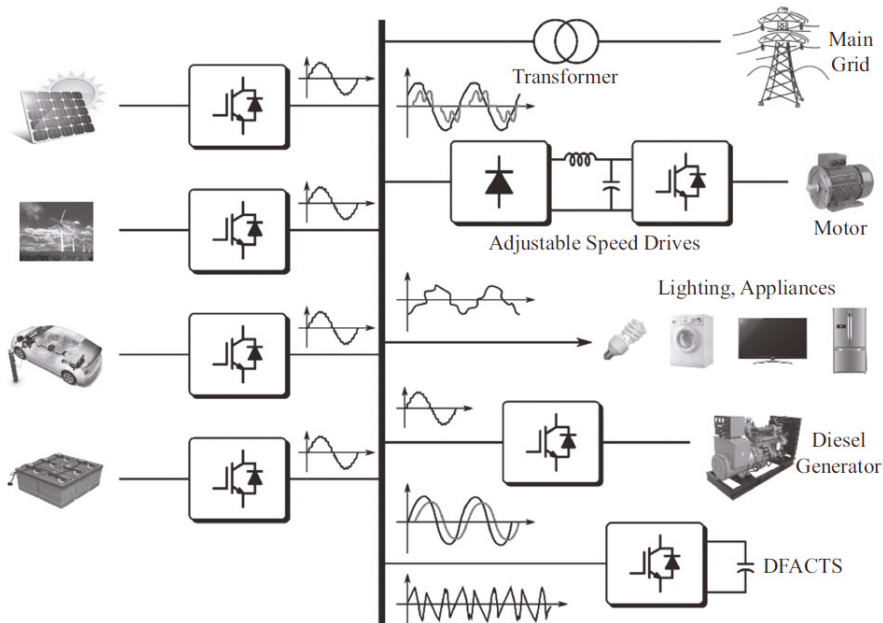 Transformer
Main
Grid
Adjustable Speed Drives
Motor
Lighting, Appliances
Diesel
Generator
DFACTS